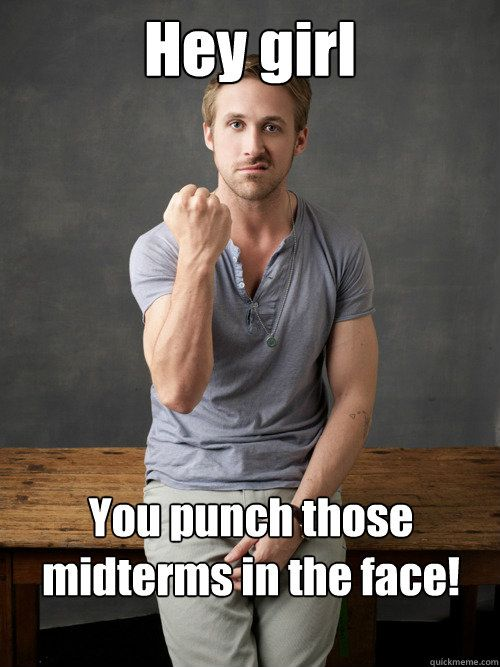 Hey girl
You punch those
midterms in the face!
quickmeme.com